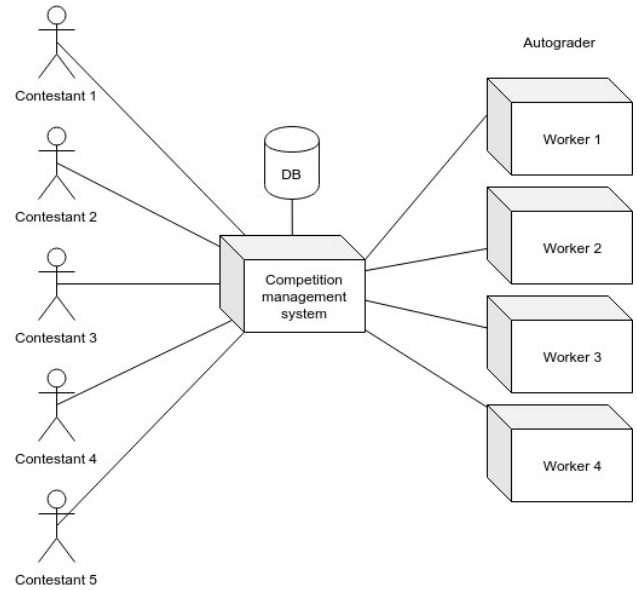 Contestant 1
Contestant 2
Contestant 3
Contestant 4
Contestant 5
DB
Competition
management
system
Autograder
Worker 1
Worker 2
Worker 3
Worker 4